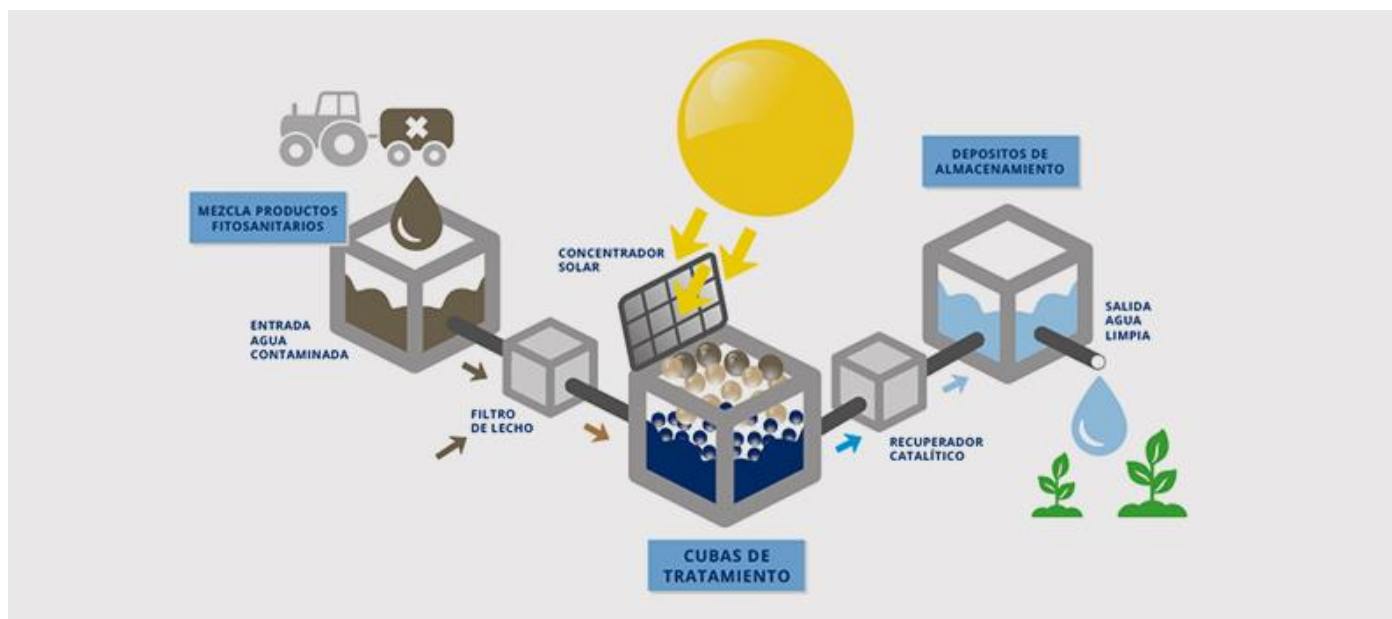 MEZCLA PRODUCTOS
FITOSANITARIOS
ENTRADA
AGUA
CONTAMINADA
FILTRO
DE LECHO
CONCENTRADOR
SOLAR
CUBAS DE
TRATAMIENTO
RECUPERADOR
CATALÍTICO
DEPOSITOS DE
ALMACENAMIENTO
SALIDA
AGUA
LIMPIA